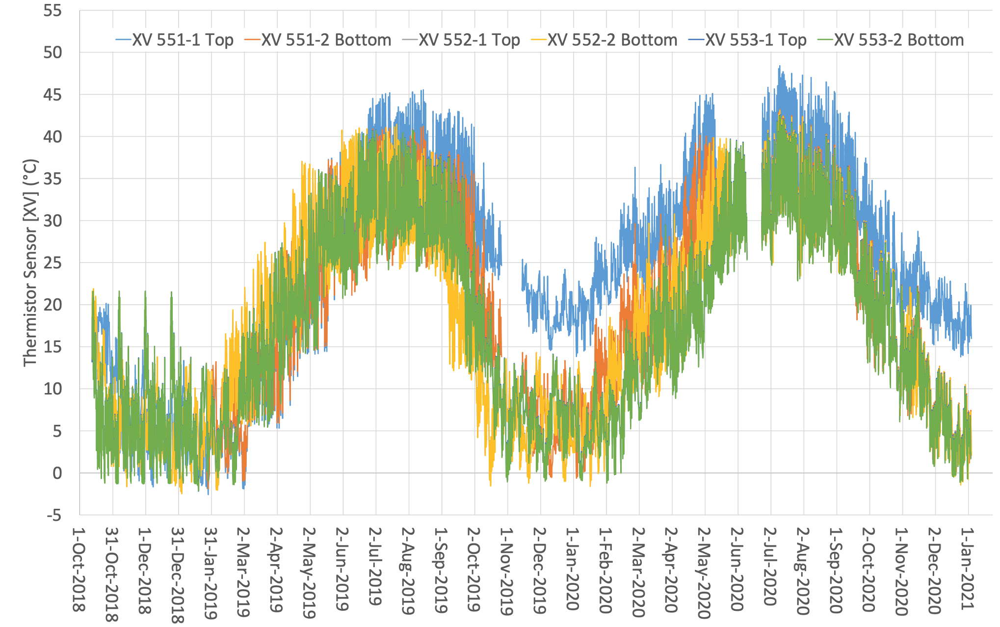 55
XV 551-1 Top XV 551-2 Bottom XV 552-1 Top XV 552-2 Bottom XV 553-1 Top XV 553-2 Bottom
50
45
40
35
30
25
20
15
10
5
0
-5
Thermistor Sensor [XV] (°C)
1-Oct-2018
31-Oct-2018
1-Dec-2018
31-Dec-2018
31-Jan-2019
2-Mar-2019
2-Apr-2019
2-May-2019
2-Jun-2019
2-Jul-2019
2-Aug-2019
1-Sep-2019
2-Oct-2019
1-Nov-2019
2-Dec-2019
1-Jan-2020
1-Feb-2020
2-Mar-2020
2-Apr-2020
2-May-2020
2-Jun-2020
2-Jul-2020
2-Aug-2020
1-Sep-2020
2-Oct-2020
1-Nov-2020
2-Dec-2020
1-Jan-2021